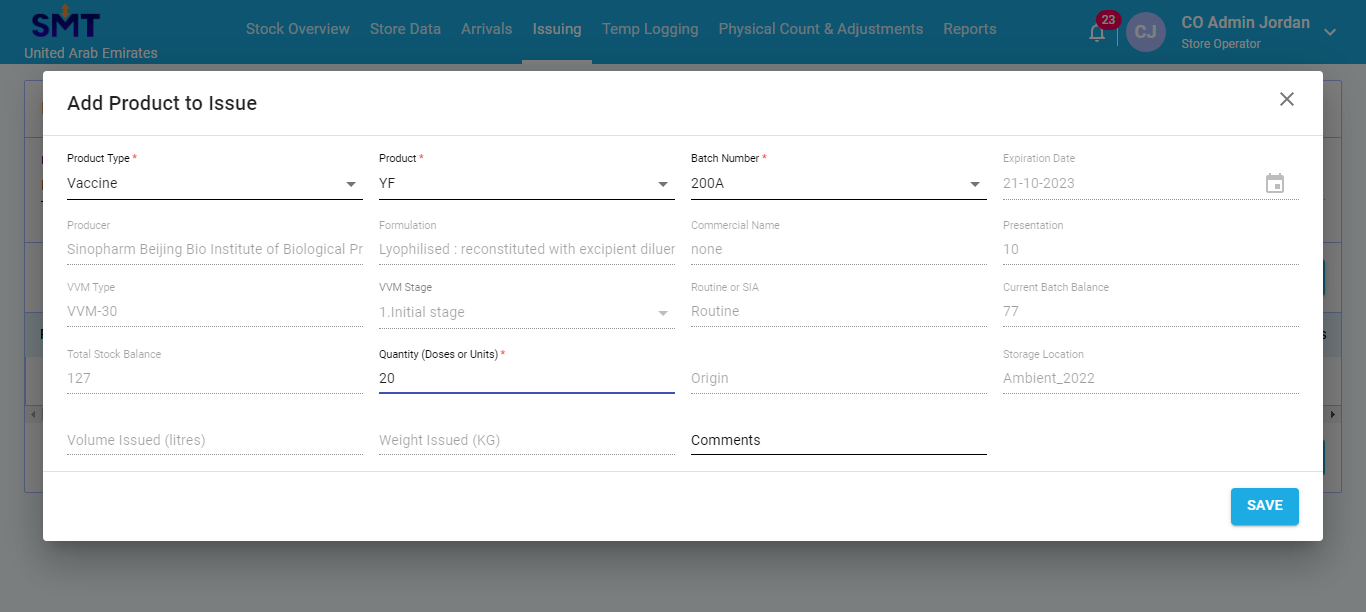 SMT
United Arab Emirates
Stock Overview Store Data Arrivals Issuing Temp Logging Physical Count & Adjustments Reports
23
CJ
CO Admin Jordan
Store Operator
Add Product to Issue
Product Type * Product * Batch Number * Expiration Date
Vaccine YF 200A 21-10-2023
Producer Formulation Commercial Name Presentation
Sinopharm Beijing Bio Institute of Biological Pr Lyophilised : reconstituted with excipient diluer none 10
VVM Type VVM Stage Routine or SIA Current Batch Balance
VVM-30 1.Initial stage Routine 77
Total Stock Balance Quantity (Doses or Units) * Storage Location
127 20 Origin Ambient_2022
Volume Issued (litres) Weight Issued (KG) Comments
SAVE